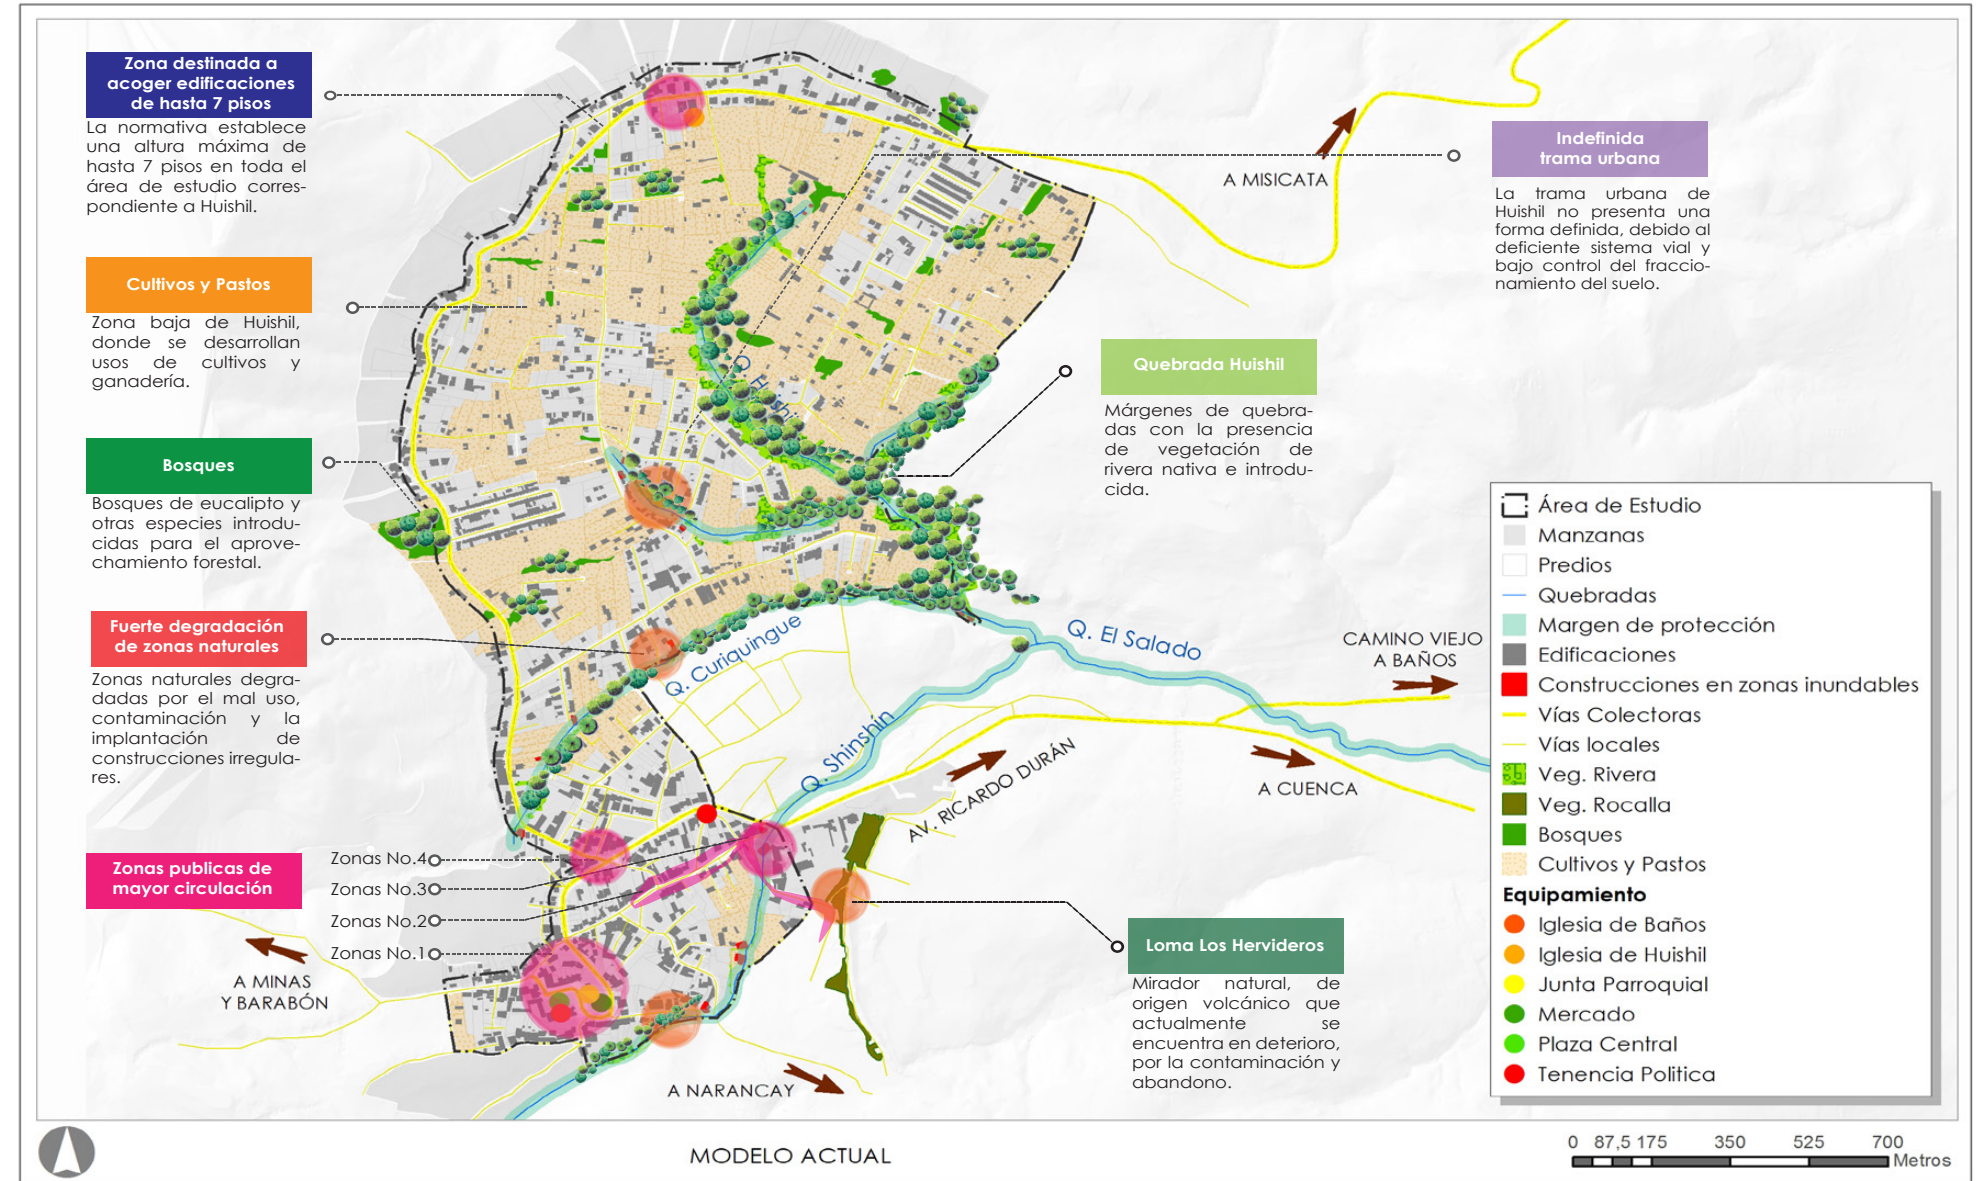 Zona destinada a
acoger edificaciones
de hasta 7 pisos
La normativa establece
una altura máxima de
hasta 7 pisos en toda el
área de estudio corres-
pondiente a Huishil.
Cultivos y Pastos
Zona baja de Huishil,
donde se desarrollan
usos de cultivos y
ganadería.
Bosques
Bosques de eucalipto y
otras especies introdu-
cidas para el aprove-
chamiento forestal.
Fuerte degradación
de zonas naturales
Zonas naturales degra-
dadas por el mal uso,
contaminación y la
implantación de
construcciones irregula-
res.
Zonas publicas de
mayor circulación
Zonas No.4
Zonas No.3
Zonas No.2
Zonas No.1
A MINAS
Y BARABÓN
A NARANCAY
A MISICATA
Q. Huishil
Q. Curiquingue
Q. Shinshín
Q. El Salado
AV. RICARDO DURÁN
CAMINO VIEJO
A BAÑOS
A CUENCA
Indefinida
trama urbana
La trama urbana de
Huishil no presenta una
forma definida, debido al
deficiente sistema vial y
bajo control del fraccio-
namiento del suelo.
Quebrada Huishil
Márgenes de quebra-
das con la presencia
de vegetación de
rivera nativa e introdu-
cida.
Loma Los Hervideros
Mirador natural, de
origen volcánico que
actualmente se
encuentra en deterioro,
por la contaminación y
abandono.
Área de Estudio
Manzanas
Predios
Quebradas
Margen de protección
Edificaciones
Construcciones en zonas inundables
Vías Colectoras
Vías locales
Veg. Rivera
Veg. Rocalla
Bosques
Cultivos y Pastos
Equipamiento
Iglesia de Baños
Iglesia de Huishil
Junta Parroquial
Mercado
Plaza Central
Tenencia Politica
MODELO ACTUAL
0 87,5 175 350 525 700
Metros